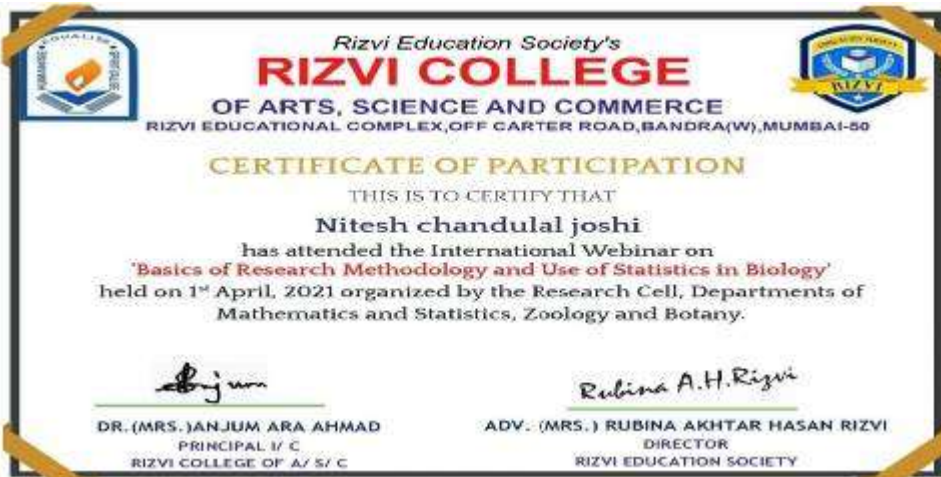 EQUALISE
HUMANISE
SPIRITUALISE
Rizvi Education Society's
RIZVI COLLEGE
OF ARTS, SCIENCE AND COMMERCE
RIZVI EDUCATIONAL COMPLEX,OFF CARTER ROAD,BANDRA(W),MUMBAI-50
RIZVI
CERTIFICATE OF PARTICIPATION
THIS IS TO CERTIFY THAT
Nitesh chandulal joshi
has attended the International Webinar on
'Basics of Research Methodology and Use of Statistics in Biology'
held on 1st April, 2021 organized by the Research Cell, Departments of
Mathematics and Statistics, Zoology and Botany.
Rubina A.H.Rizvi
DR.(MRS.)ANJUM ARA AHMAD
PRINCIPAL I/ C
RIZVI COLLEGE OF A/ S/ C
ADV. (MRS.) RUBINA AKHTAR HASAN RIZVI
DIRECTOR
RIZVI EDUCATION SOCIETY